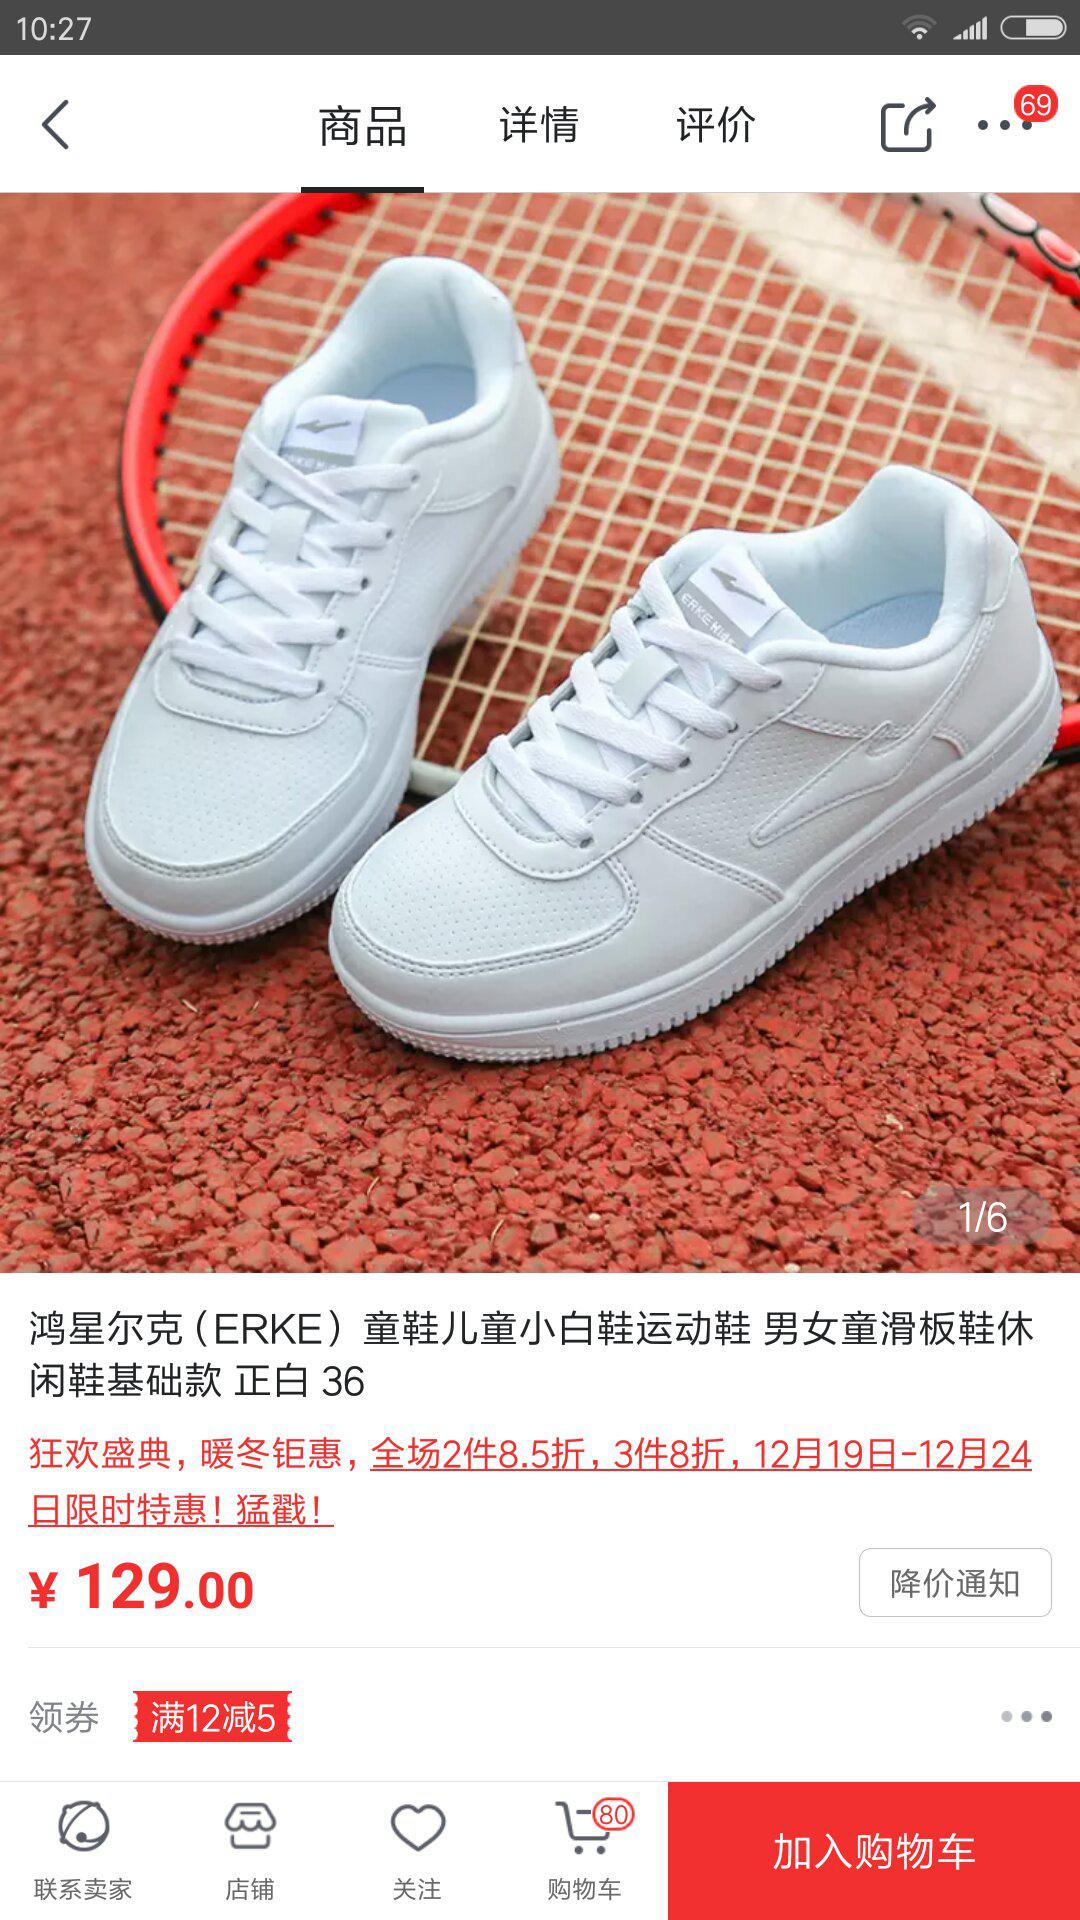 10:27
商品
详情
评价
69
ERKE Kids
1/6
鸿星尔克（ERKE）童鞋儿童小白鞋运动鞋 男女童滑板鞋休
闲鞋基础款 正白 36
狂欢盛典，暖冬钜惠，全场2件8.5折，3件8折，12月19日-12月24
日限时特惠！猛戳！
¥ 129.00
降价通知
领券
满12减5
联系卖家
店铺
关注
80
购物车
加入购物车